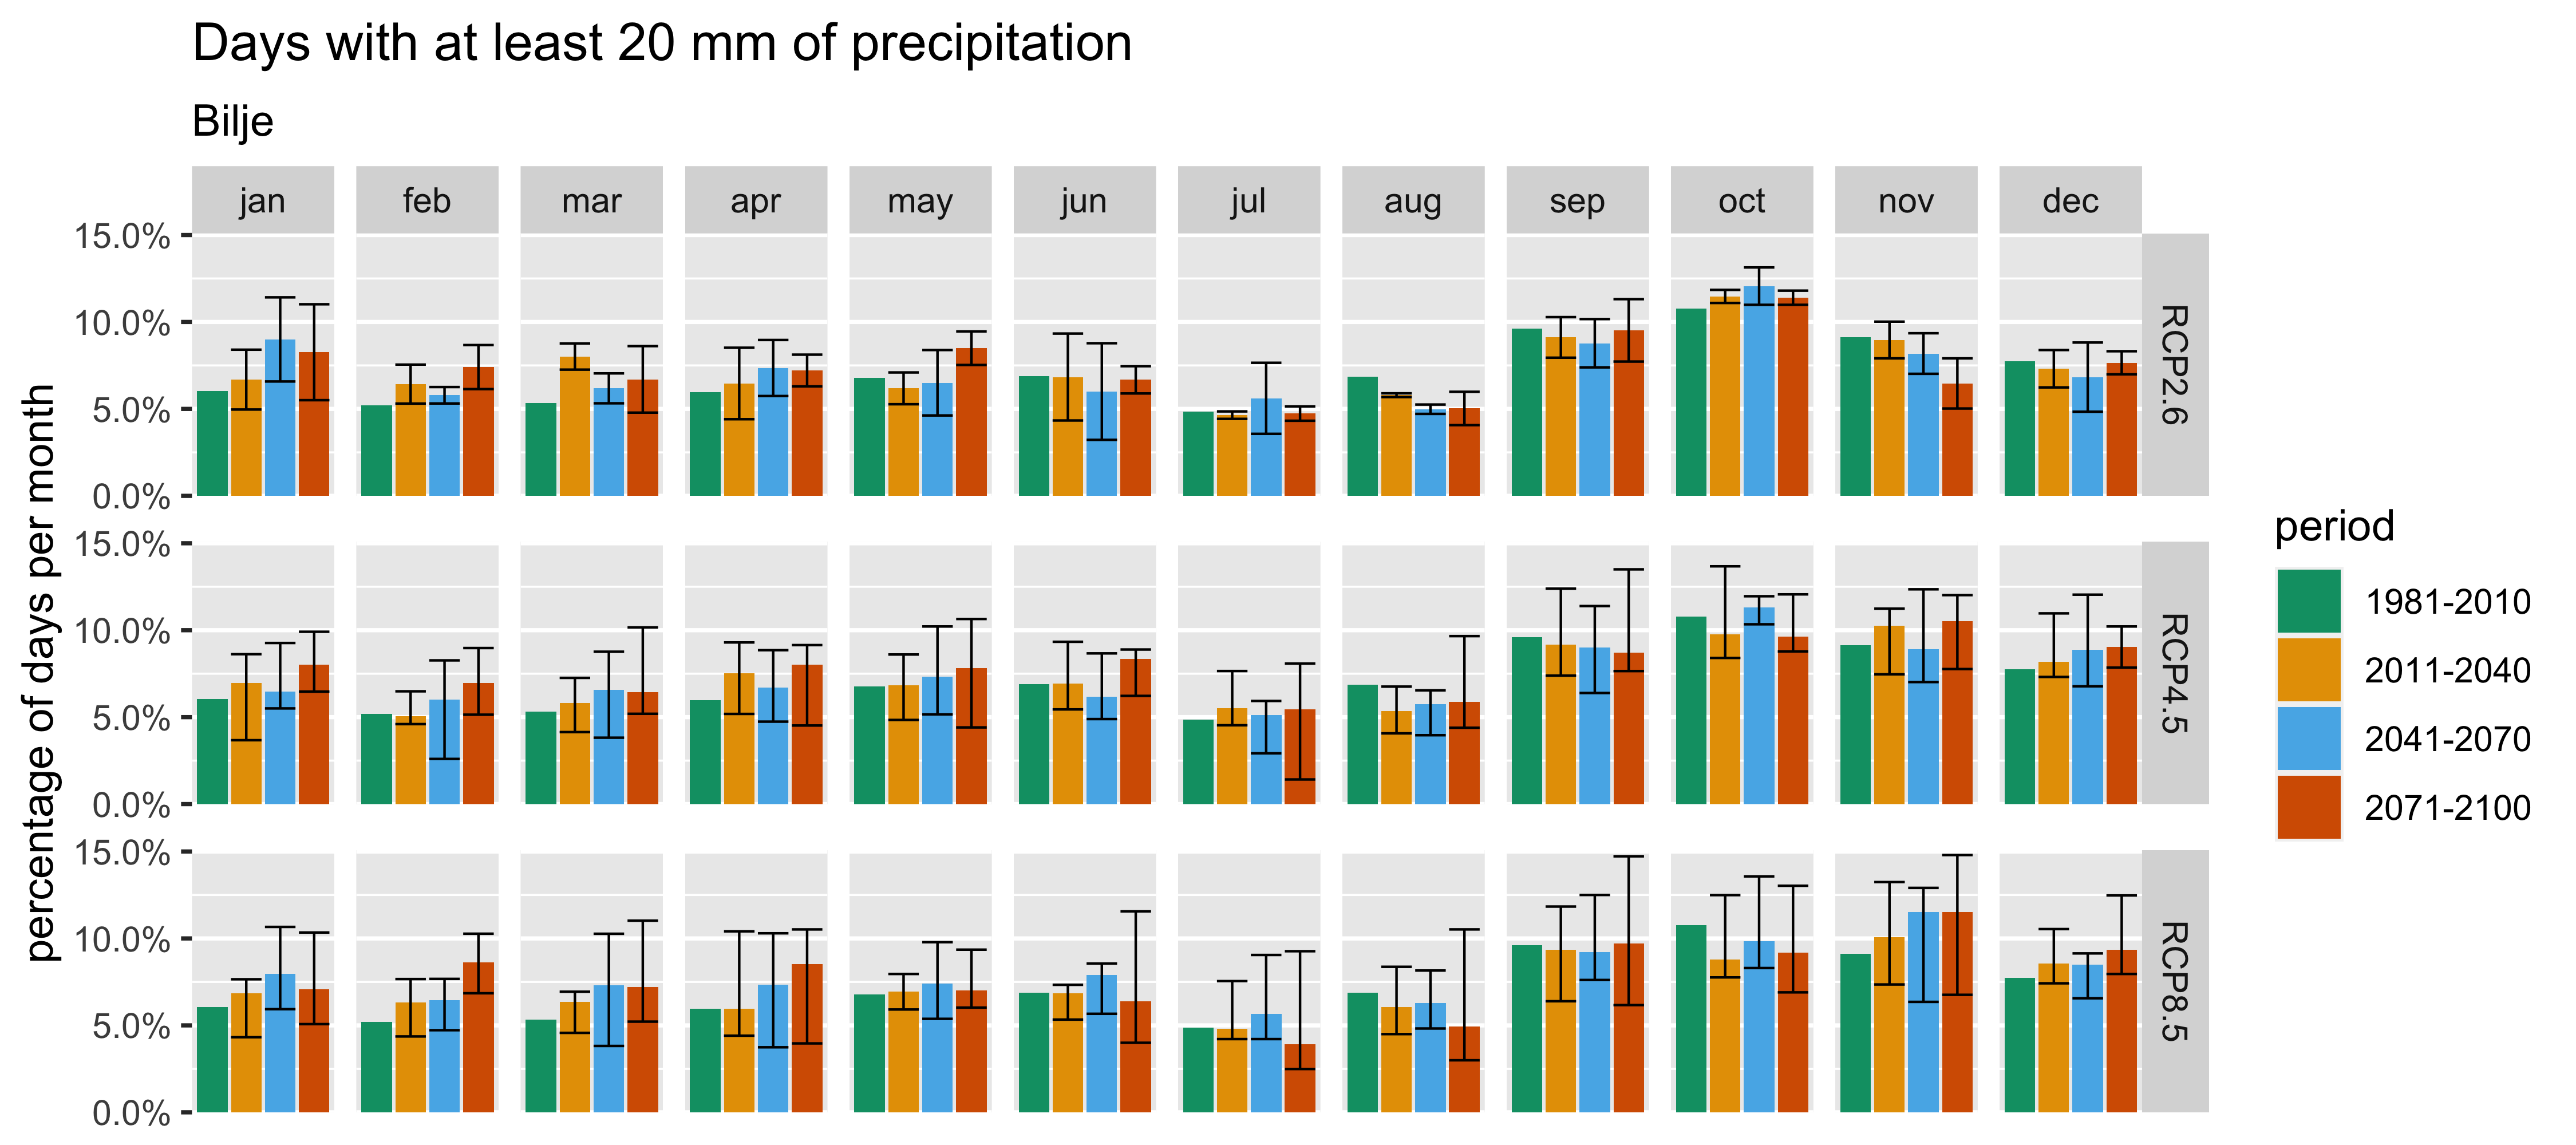 Days with at least 20 mm of precipitation
Bilje
jan feb mar apr may jun jul aug sep oct nov dec
15.0%
10.0%
5.0%
0.0%
RCP2.6
15.0%
10.0%
5.0%
0.0%
RCP4.5
15.0%
10.0%
5.0%
0.0%
RCP8.5
percentage of days per month
period
1981-2010
2011-2040
2041-2070
2071-2100